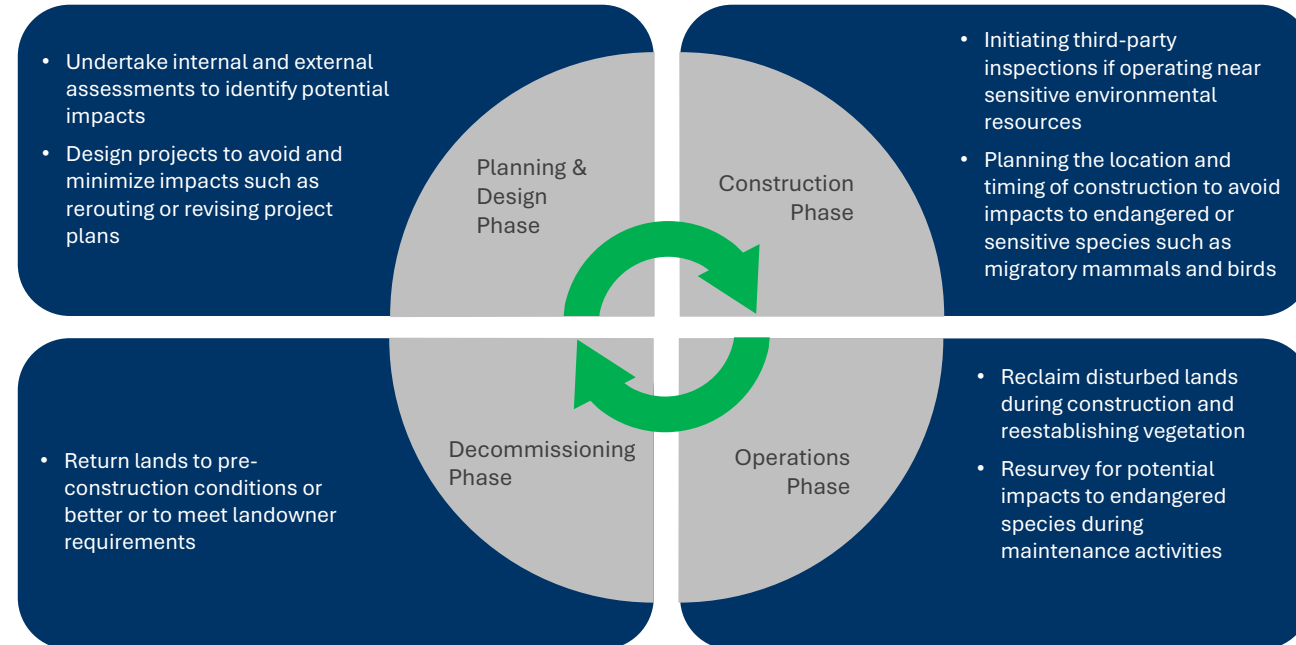 • Undertake internal and external
assessments to identify potential
impacts
• Design projects to avoid and
minimize impacts such as
rerouting or revising project
plans
Planning &
Design
Phase
Construction
Phase
• Initiating third-party
inspections if operating near
sensitive environmental
resources
• Planning the location and
timing of construction to avoid
impacts to endangered or
sensitive species such as
migratory mammals and birds
• Return lands to pre-
construction conditions or
better or to meet landowner
requirements
Decommissioning
Phase
Operations
Phase
• Reclaim disturbed lands
during construction and
reestablishing vegetation
• Resurvey for potential
impacts to endangered
species during
maintenance activities